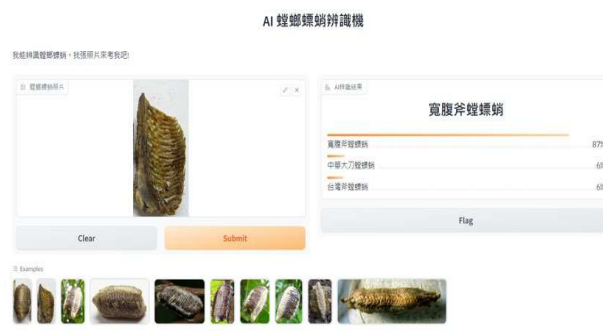 AI 螳螂螵蛸辨識機
我能辨識螳螂螵蛸，找張照片來考我吧!
螳螂螵蛸照片
AI辨識結果
寬腹斧螳螵蛸
寬腹斧螳螵蛸
87%
中華大刀螳螵蛸
6%
台灣斧螳螵蛸
6%
Clear
Submit
Flag
Examples